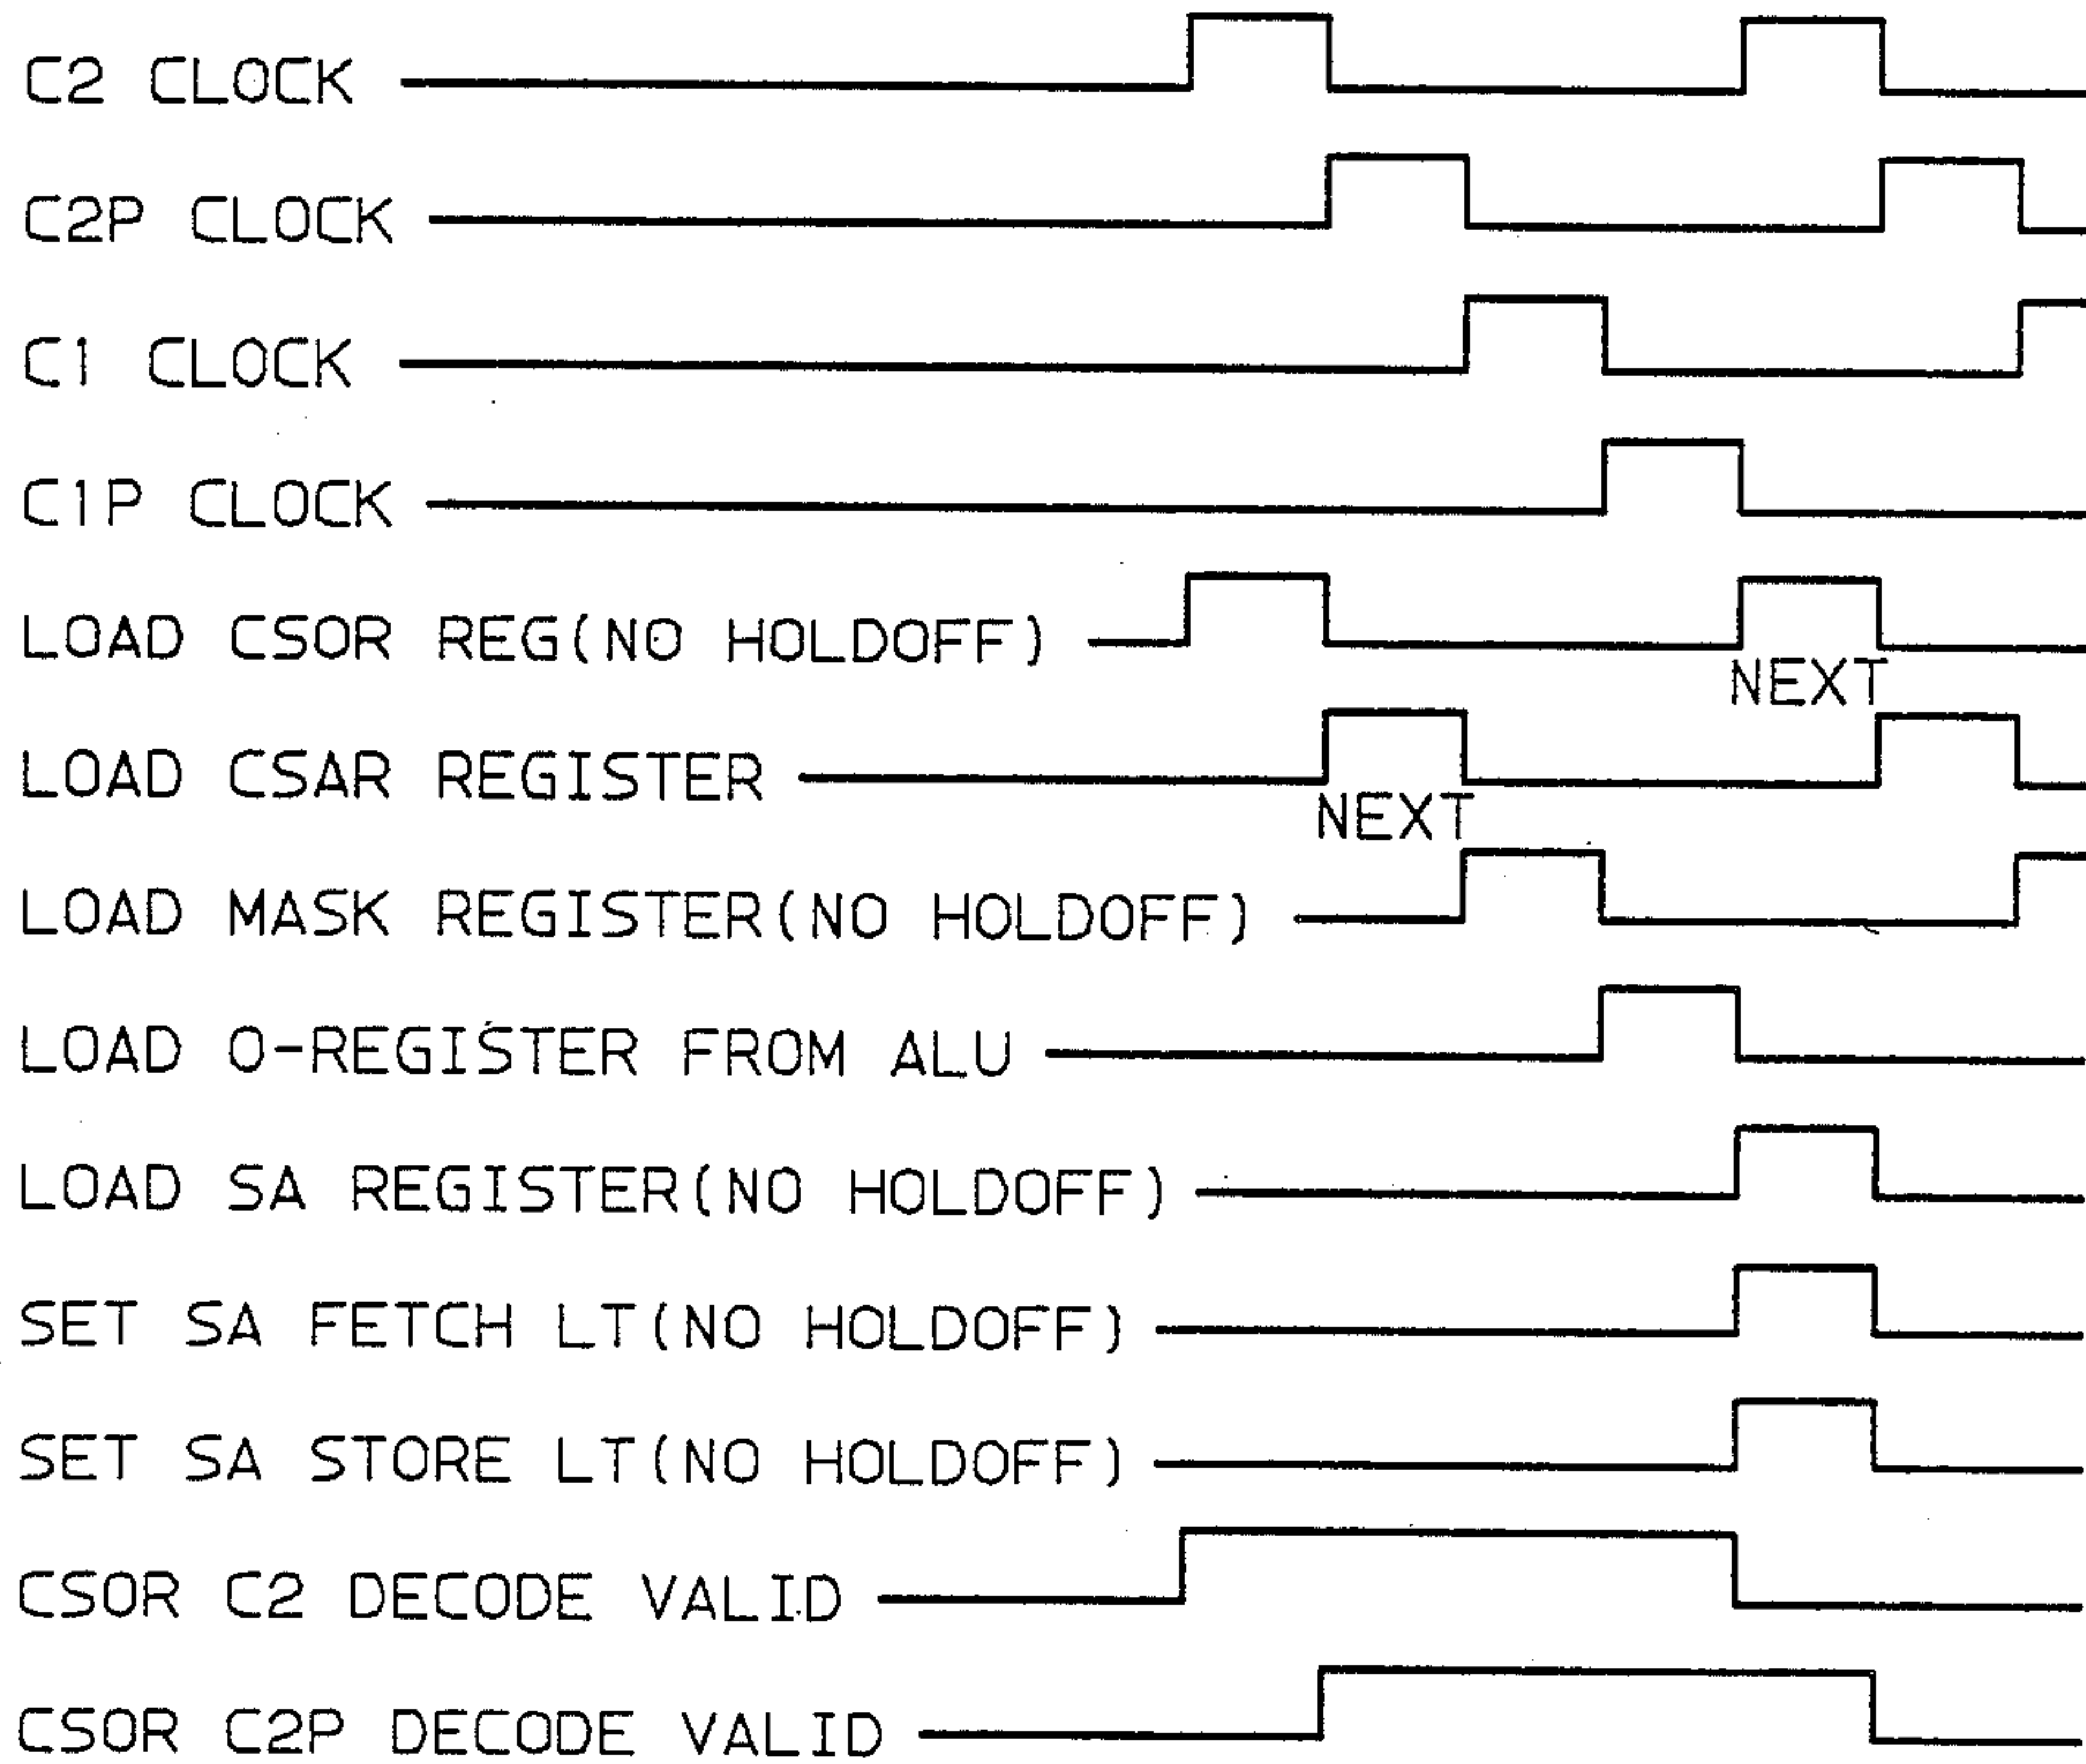 C2 CLOCK
C2P CLOCK
C1 CLOCK
C1P CLOCK
LOAD CSOR REG(NO HOLDOFF)
NEXT
LOAD CSAR REGISTER
NEXT
LOAD MASK REGISTER(NO HOLDOFF)
LOAD O-REGISTER FROM ALU
LOAD SA REGISTER(NO HOLDOFF)
SET SA FETCH LT(NO HOLDOFF)
SET SA STORE LT(NO HOLDOFF)
CSOR C2 DECODE VALID
CSOR C2P DECODE VALID